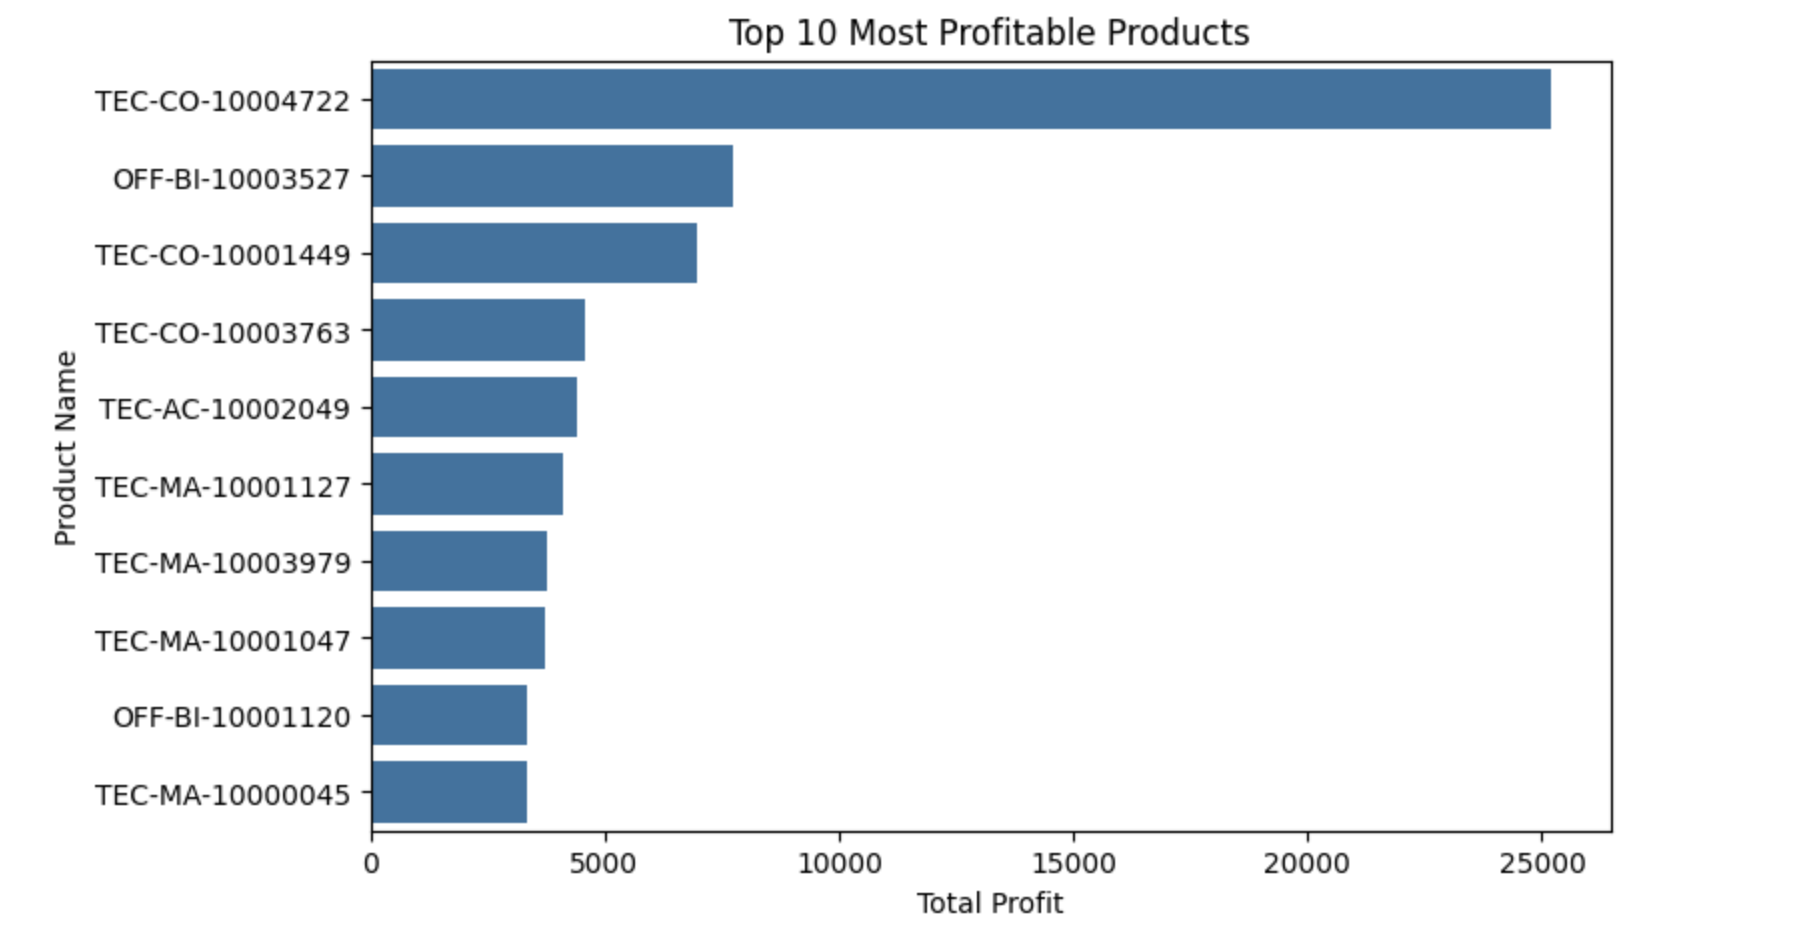 Top 10 Most Profitable Products
TEC-CO-10004722
OFF-BI-10003527
TEC-CO-10001449
TEC-CO-10003763
TEC-AC-10002049
TEC-MA-10001127
TEC-MA-10003979
TEC-MA-10001047
OFF-BI-10001120
TEC-MA-10000045
Product Name
0 5000 10000 15000 20000 25000
Total Profit